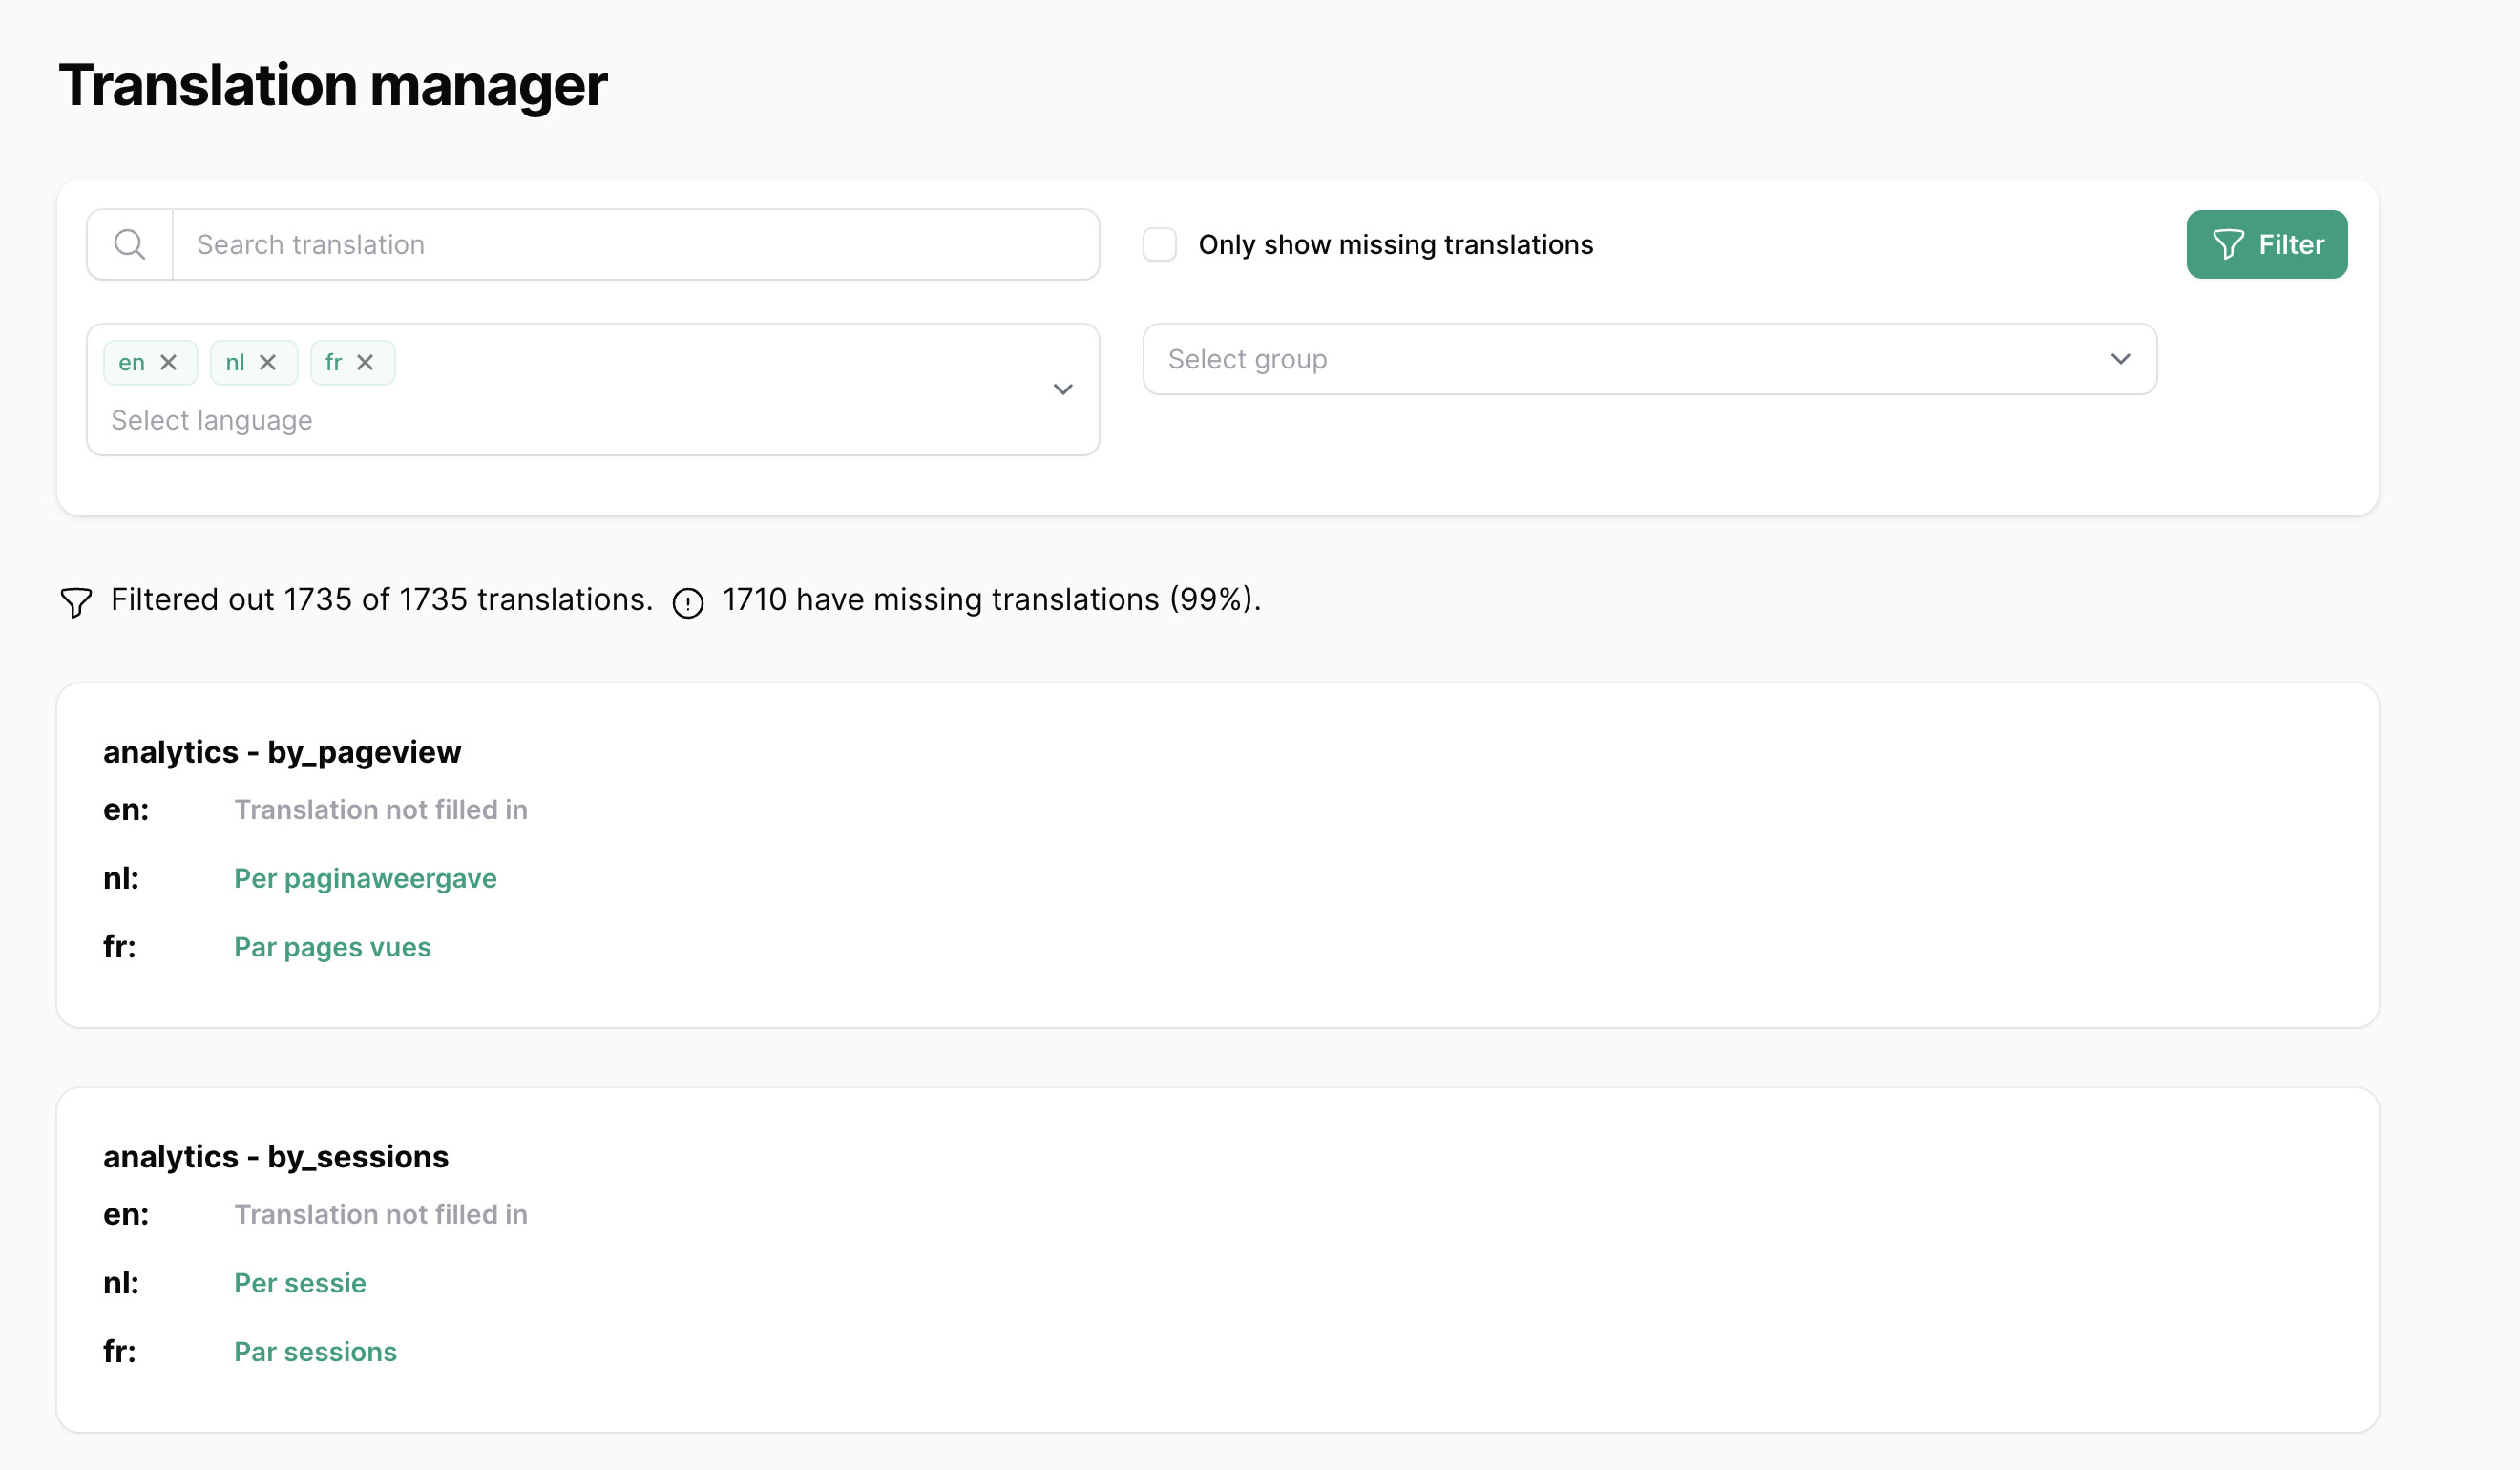 Translation manager
Search translation
Only show missing translations
Filter
en nl fr
Select language
Select group
Filtered out 1735 of 1735 translations. 1710 have missing translations (99%).
analytics - by_pageview
en: Translation not filled in
nl: Per paginaweergave
fr: Par pages vues
analytics - by_sessions
en: Translation not filled in
nl: Per sessie
fr: Par sessions